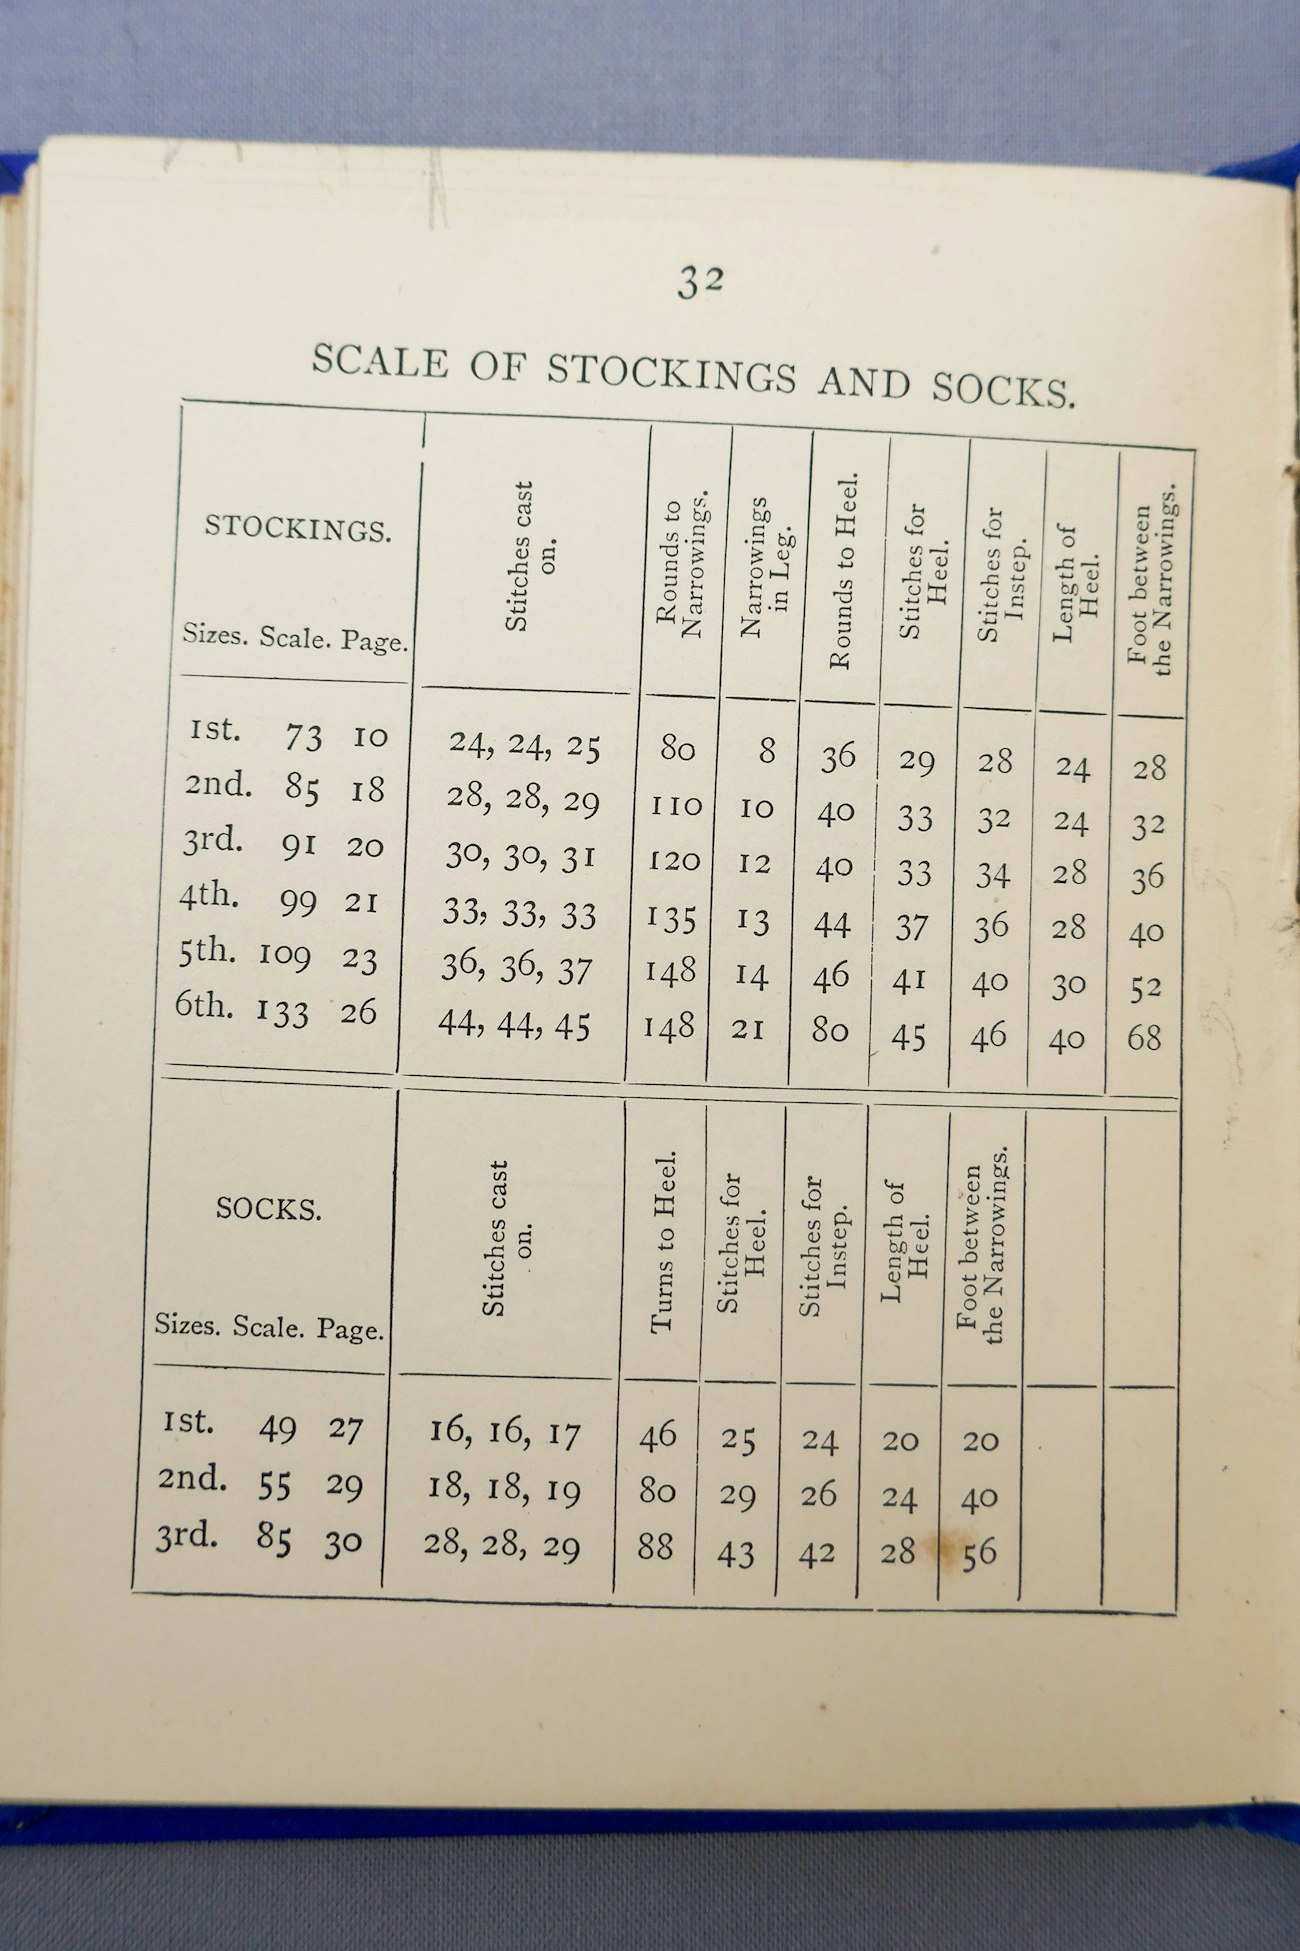 32
SCALE OF STOCKINGS AND SOCKS.
STOCKINGS.
Sizes. Scale. Page.
Stitches cast
on.
Rounds to
Narrowings.
Narrowings
in Leg.
Rounds to Heel.
Stitches for
Heel.
Stitches for
Instep.
Length of
Heel.
Foot between
the Narrowings.
1st. 73 10 24, 24, 25 80 8 36 29 28 24 28
2nd. 85 18 28, 28, 29 110 10 40 33 32 24 32
3rd. 91 20 30, 30, 31 120 12 40 33 34 28 36
4th. 99 21 33, 33, 33 135 13 44 37 36 28 40
5th. 109 23 36, 36, 37 148 14 46 41 40 30 52
6th. 133 26 44, 44, 45 148 21 80 45 46 40 68
SOCKS.
Sizes. Scale. Page.
Stitches cast
on.
Turns to Heel.
Stitches for
Heel.
Stitches for
Instep.
Length of
Heel.
Foot between
the Narrowings.
1st. 49 27 16, 16, 17 46 25 24 20 20
2nd. 55 29 18, 18, 19 80 29 26 24 40
3rd. 85 30 28, 28, 29 88 43 42 28 56